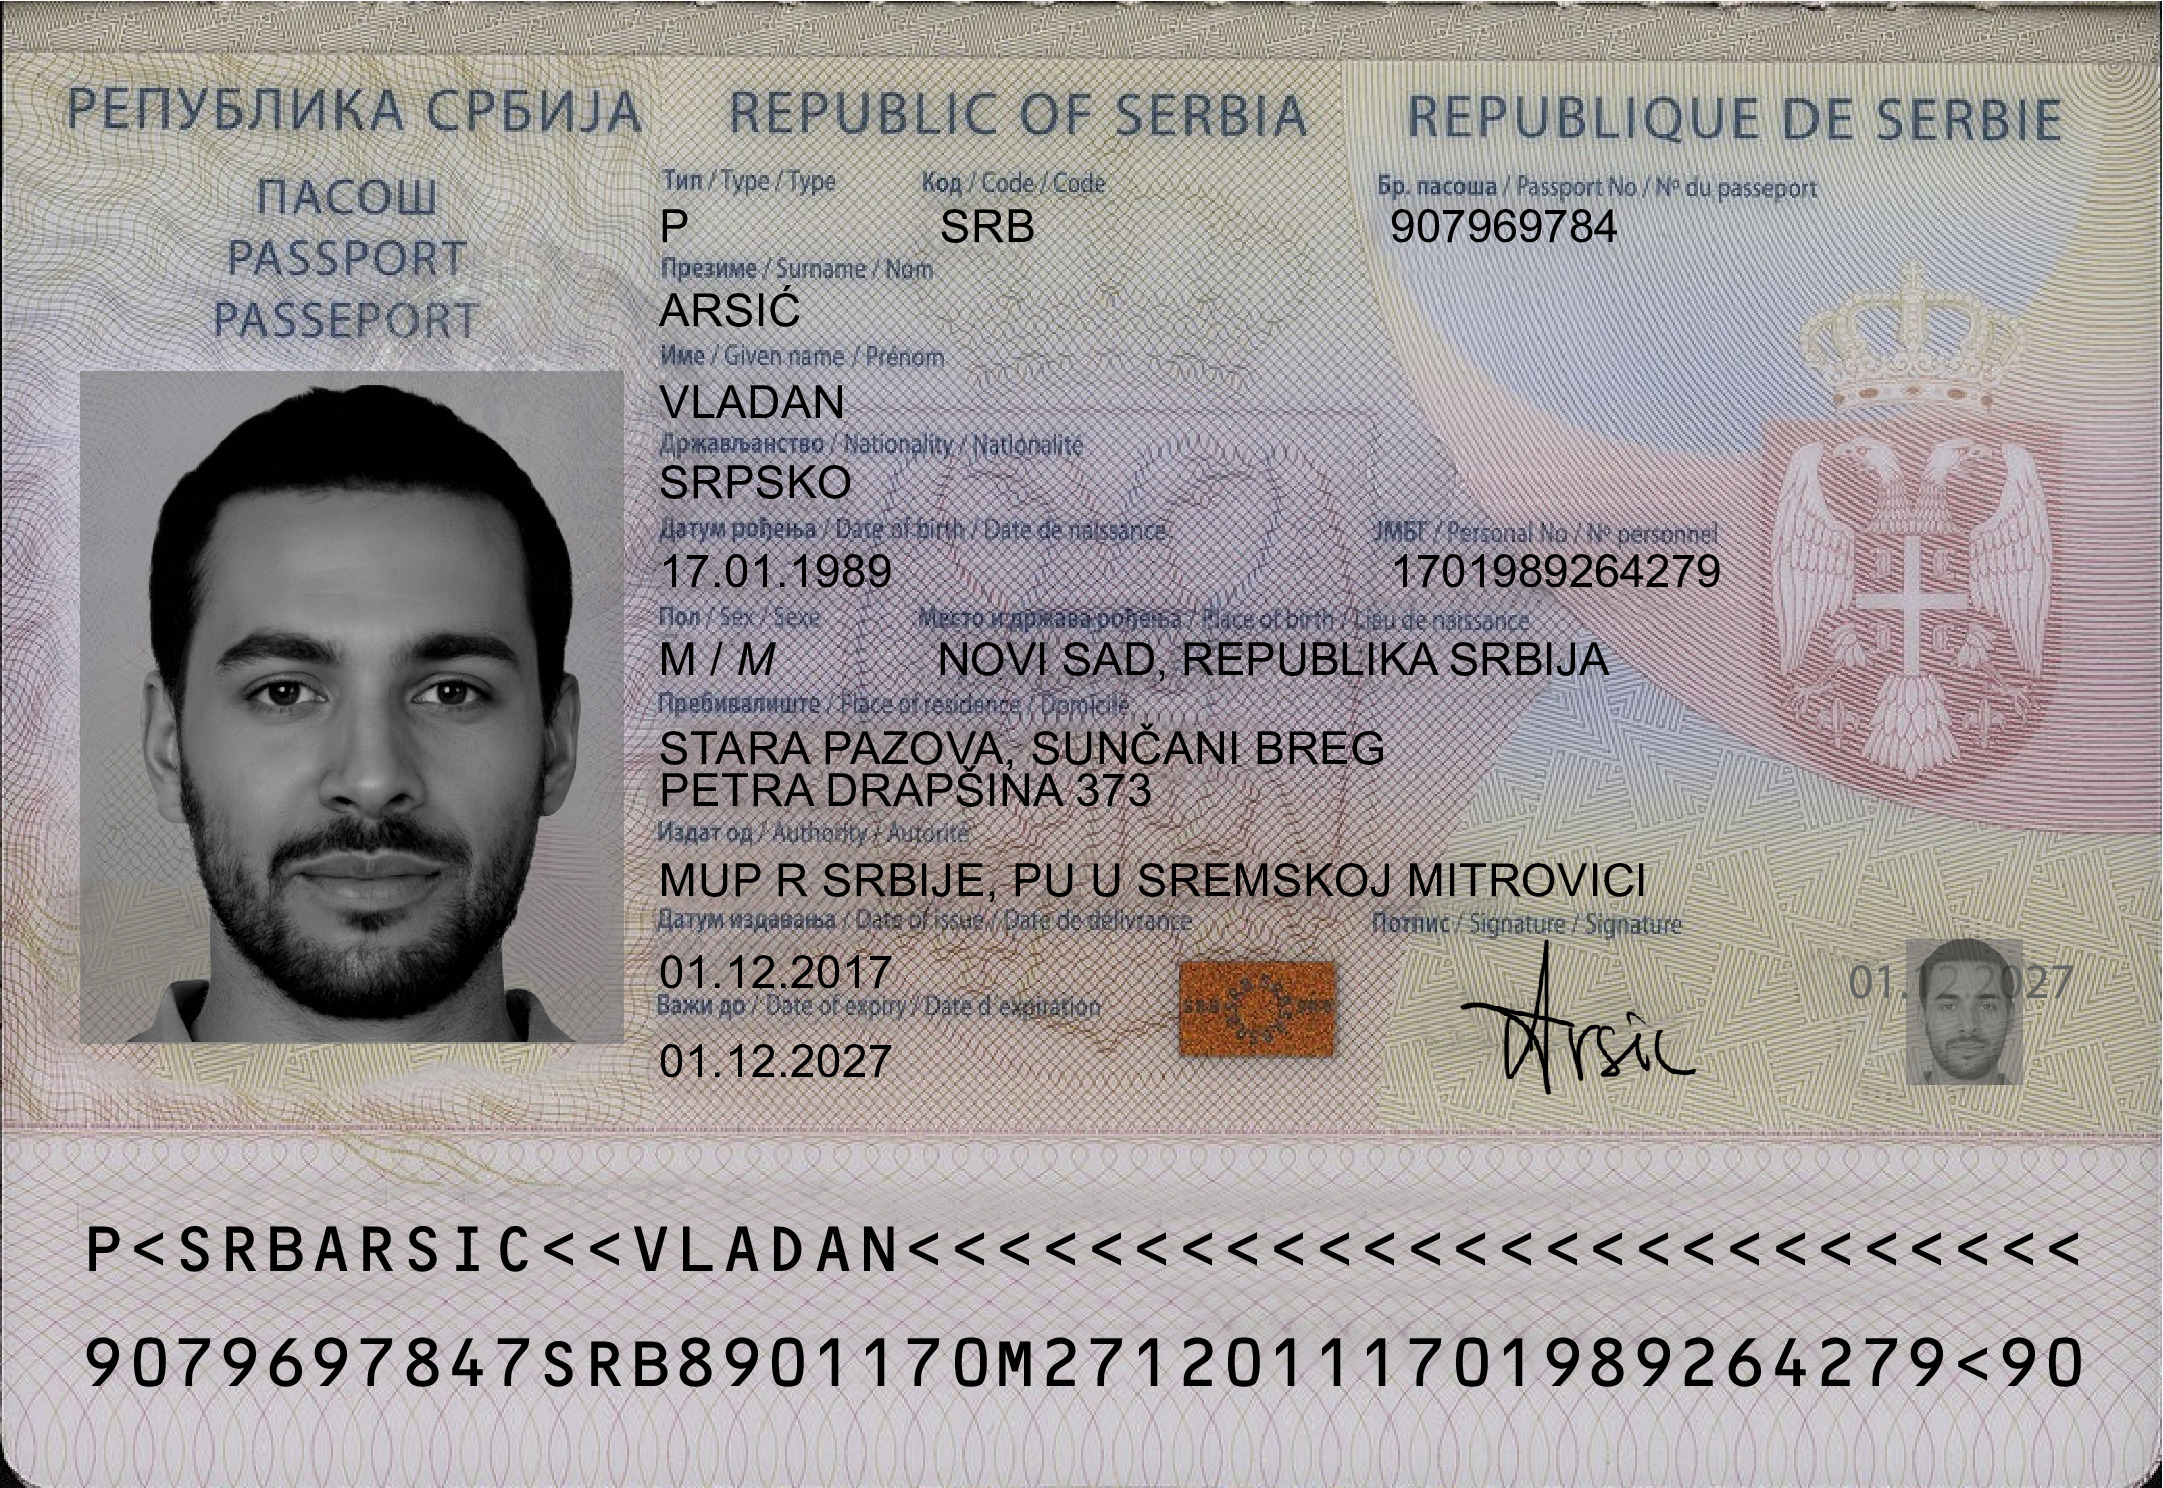 РЕПУБЛИКА СРБИЈА REPUBLIC OF SERBIA REPUBLIQUE DE SERBIE
ПАСОШ
PASSPORT
PASSEPORT
Тип / Type / Type Код / Code / Code Бр. пасоша / Passport No / Nº du passeport
P SRB 907969784
Презиме / Surname / Nom
ARSIĆ
Име / Given name / Prénom
VLADAN
Држављанство / Nationality / Nationalité
SRPSKO
Датум рођења / Date of birth / Date de naissance ЈМБГ / Personal No / Nº personnel
17.01.1989 1701989264279
Пол / Sex / Sexe Место и држава рођења / Place of birth / Lieu de naissance
M / M NOVI SAD, REPUBLIKA SRBIJA
Пребивалиште / Place of residence / Domicile
STARA PAZOVA, SUNČANI BREG
PETRA DRAPŠINA 373
Издат од / Authority / Autorité
MUP R SRBIJE, PU U SREMSKOJ MITROVICI
Датум издавања / Date of issue / Date de délivrance Потпис / Signature / Signature
01.12.2017
Важи до / Date of expiry / Date d expiration
01.12.2027
Arsic
01.12.2027
P<SRBARSIC<<VLADAN<<<<<<<<<<<<<<<<<<<<<<<<<<
9079697847SRB8901170M27120111701989264279<90